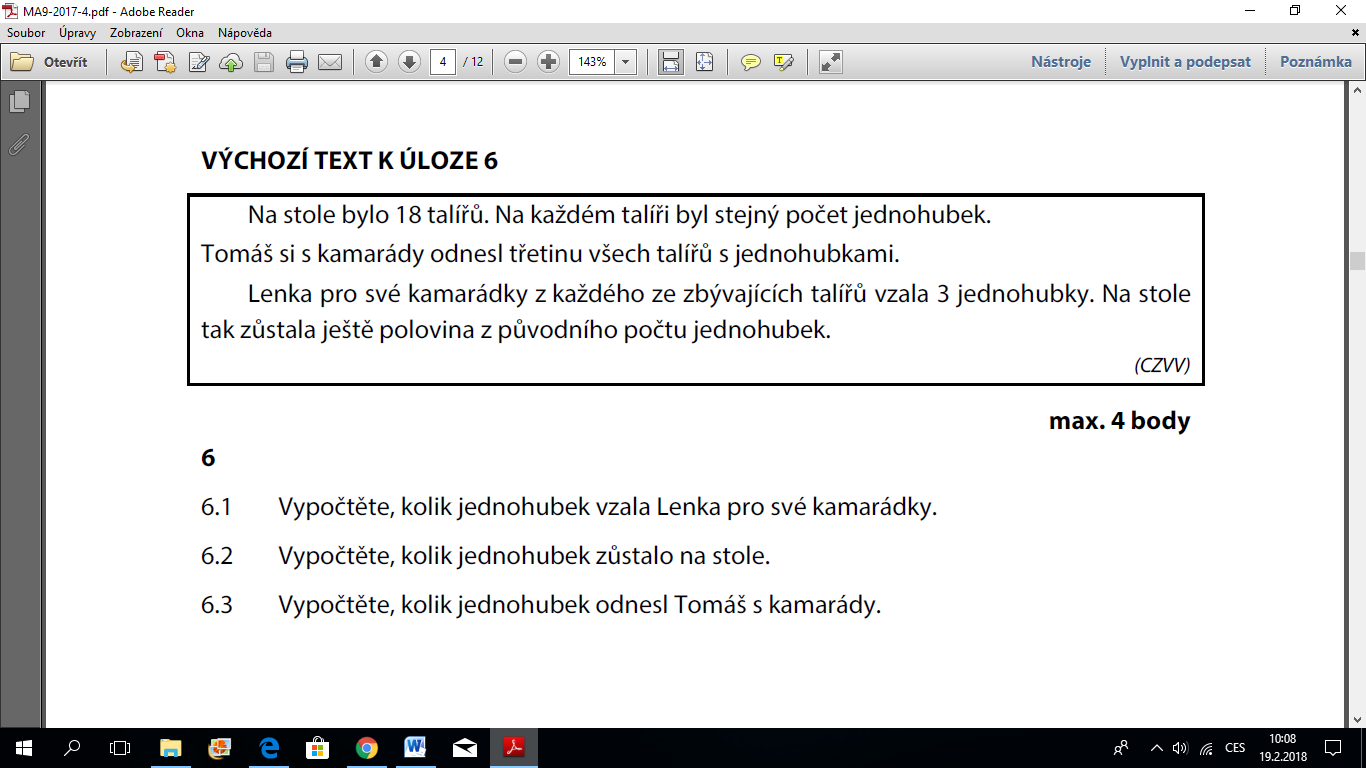 MA9-2017-4.pdf - Adobe Reader
Soubor Úpravy Zobrazení Okna Nápověda
Otevřít 4 / 12 143% Nástroje Vyplnit a podepsat Poznámka
VÝCHOZÍ TEXT K ÚLOZE 6
Na stole bylo 18 talířů. Na každém talíři byl stejný počet jednohubek.
Tomáš si s kamarády odnesl třetinu všech talířů s jednohubkami.
Lenka pro své kamarádky z každého ze zbývajících talířů vzala 3 jednohubky. Na stole
tak zůstala ještě polovina z původního počtu jednohubek.
(CZVV)
max. 4 body
6
6.1 Vypočtěte, kolik jednohubek vzala Lenka pro své kamarádky.
6.2 Vypočtěte, kolik jednohubek zůstalo na stole.
6.3 Vypočtěte, kolik jednohubek odnesl Tomáš s kamarády.
CES
10:08
19.2.2018